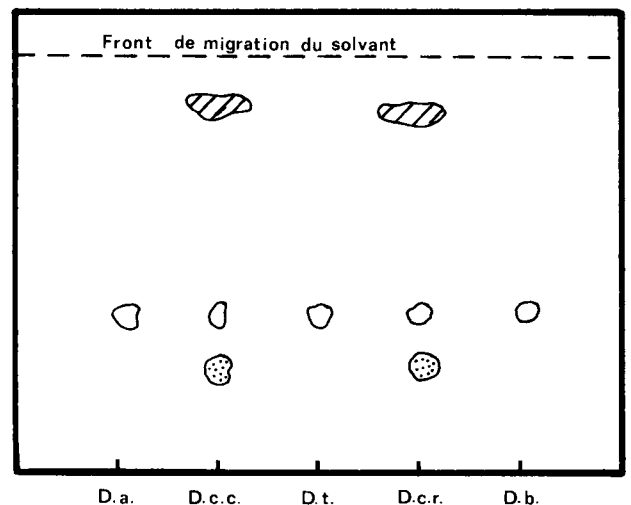 Front de migration du solvant
D.a. D.c.c. D.t. D.c.r. D.b.